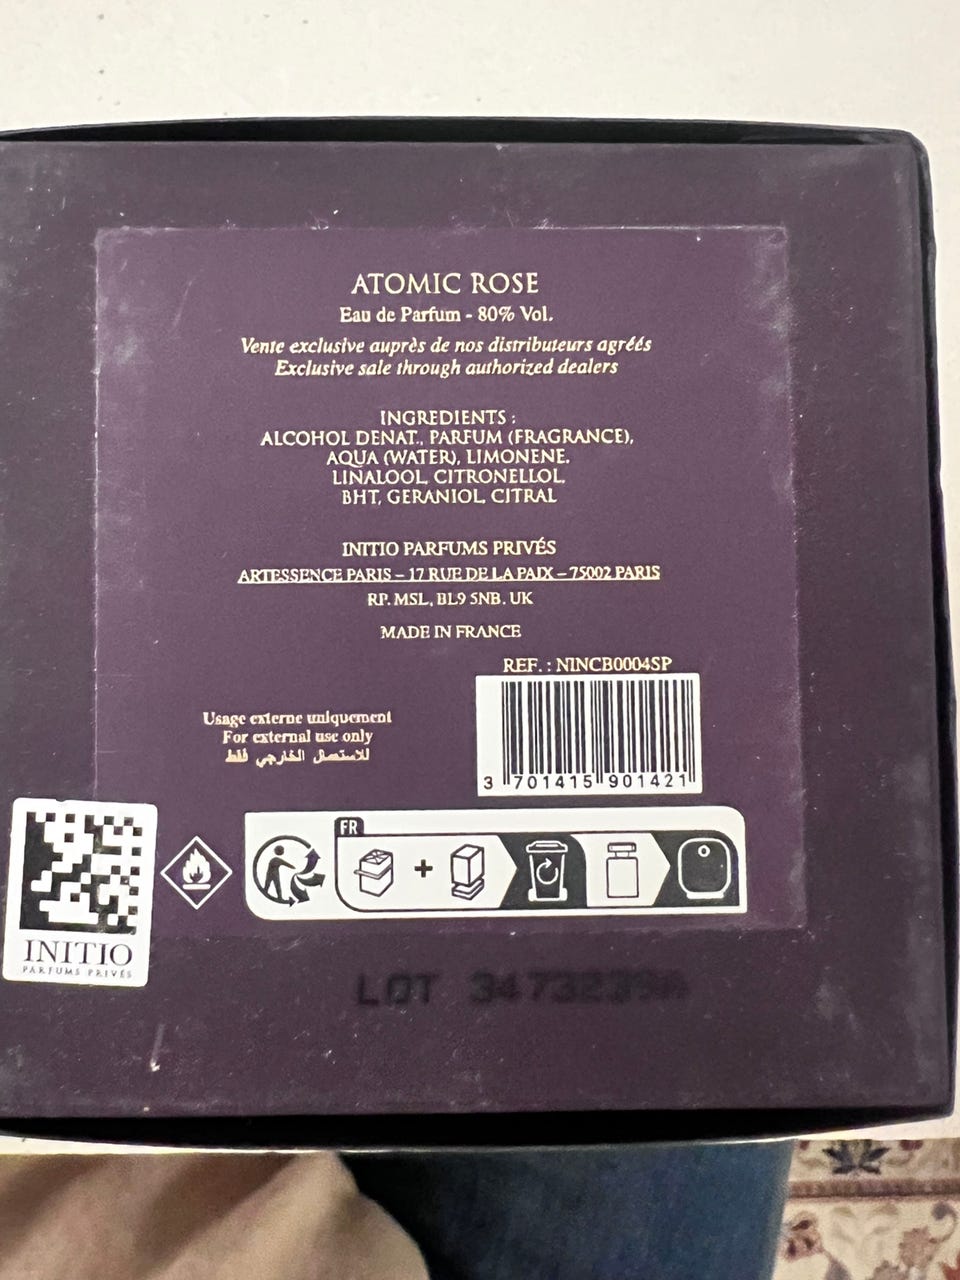 ATOMIC ROSE
Eau de Parfum - 80% Vol.
Vente exclusive auprès de nos distributeurs agréés
Exclusive sale through authorized dealers
INGREDIENTS :
ALCOHOL DENAT., PARFUM (FRAGRANCE),
AQUA (WATER), LIMONENE,
LINALOOL, CITRONELLOL,
BHT, GERANIOL, CITRAL
INITIO PARFUMS PRIVÉS
ARTESSENCE PARIS – 17 RUE DE LA PAIX – 75002 PARIS
RP. MSL, BL9 5NB. UK
MADE IN FRANCE
REF. : NINCB0004SP
3 701415 901421
Usage externe uniquement
For external use only
للاستعمال الخارجي فقط
FR
INITIO
PARFUMS PRIVÉS
LOT 3473239A